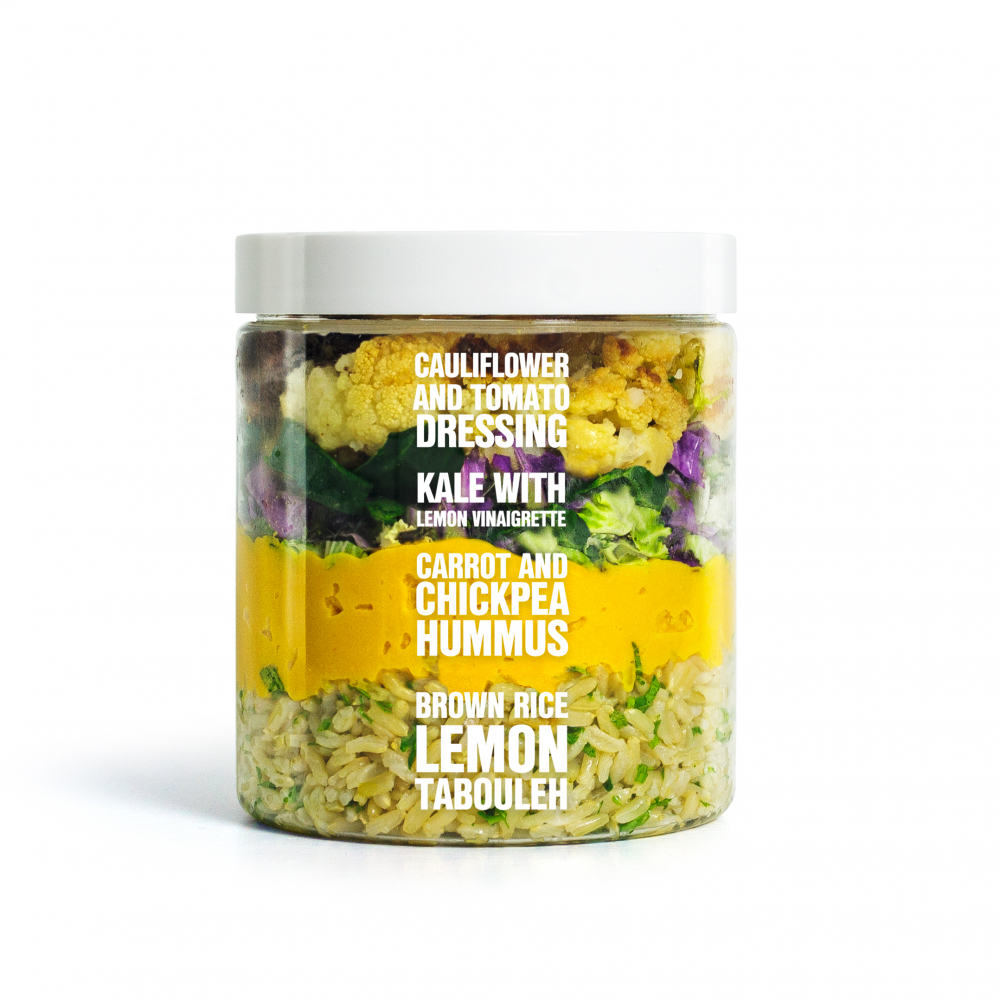 CAULIFLOWER
AND TOMATO
DRESSING
KALE WITH
LEMON VINAIGRETTE
CARROT AND
CHICKPEA
HUMMUS
BROWN RICE
LEMON
TABOULEH